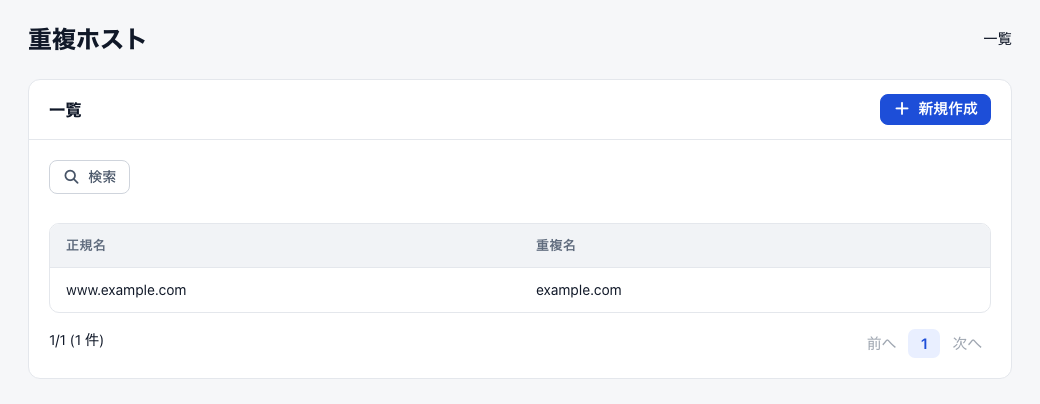 重複ホスト
一覧
一覧
新規作成
検索
正規名 重複名
www.example.com example.com
1/1 (1 件)
前へ 1 次へ